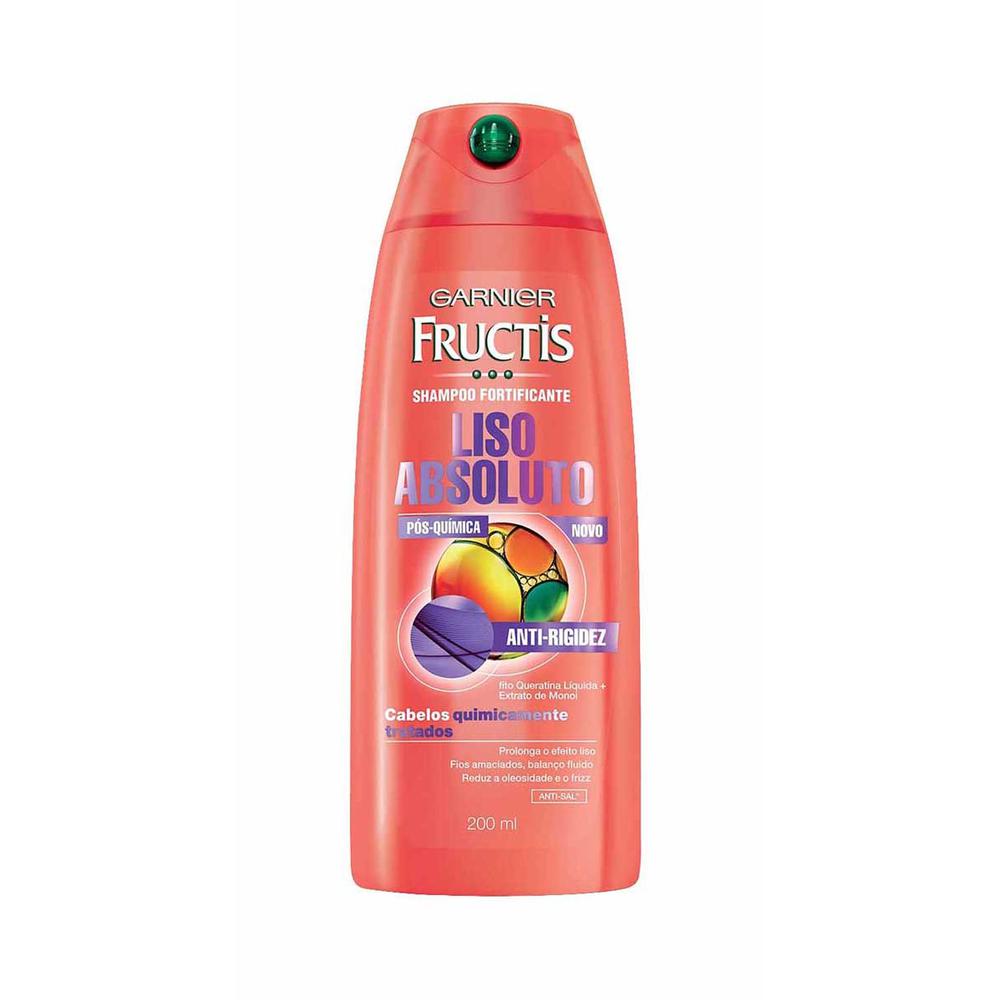 GARNIER
FRUCTIS
SHAMPOO FORTIFICANTE
LISO
ABSOLUTO
PÓS-QUÍMICA
NOVO
ANTI-RIGIDEZ
fito Queratina Líquida +
Extrato de Monoi
Cabelos quimicamente
tratados
Prolonga o efeito liso
Fios amaciados, balanço fluido
Reduz a oleosidade e o frizz
ANTI-SAL*
200 ml